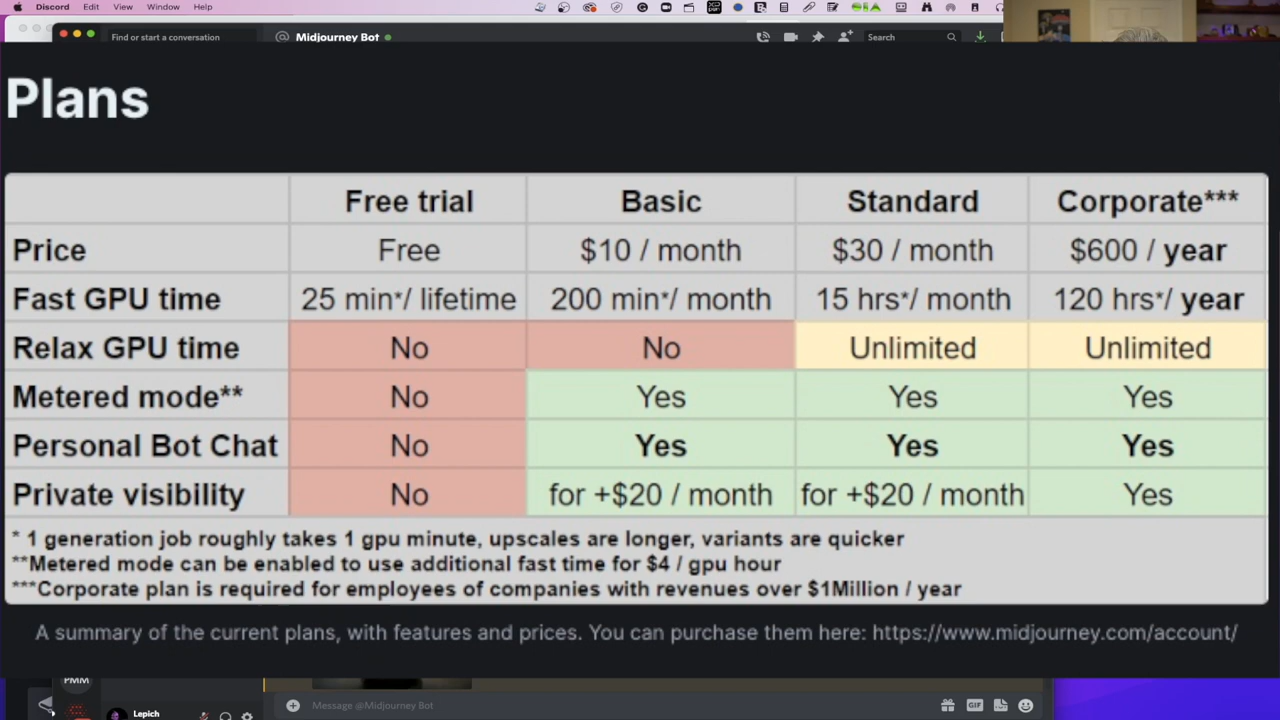 Discord Edit View Window Help
Find or start a conversation
@ Midjourney Bot
Search
Plans
Free trial Basic Standard Corporate***
Price Free $10 / month $30 / month $600 / year
Fast GPU time 25 min*/ lifetime 200 min*/ month 15 hrs*/ month 120 hrs*/ year
Relax GPU time No No Unlimited Unlimited
Metered mode** No Yes Yes Yes
Personal Bot Chat No Yes Yes Yes
Private visibility No for +$20 / month for +$20 / month Yes
* 1 generation job roughly takes 1 gpu minute, upscales are longer, variants are quicker
**Metered mode can be enabled to use additional fast time for $4 / gpu hour
***Corporate plan is required for employees of companies with revenues over $1Million / year
A summary of the current plans, with features and prices. You can purchase them here: https://www.midjourney.com/account/
PMM
Message @Midjourney Bot
GIF
Lepich